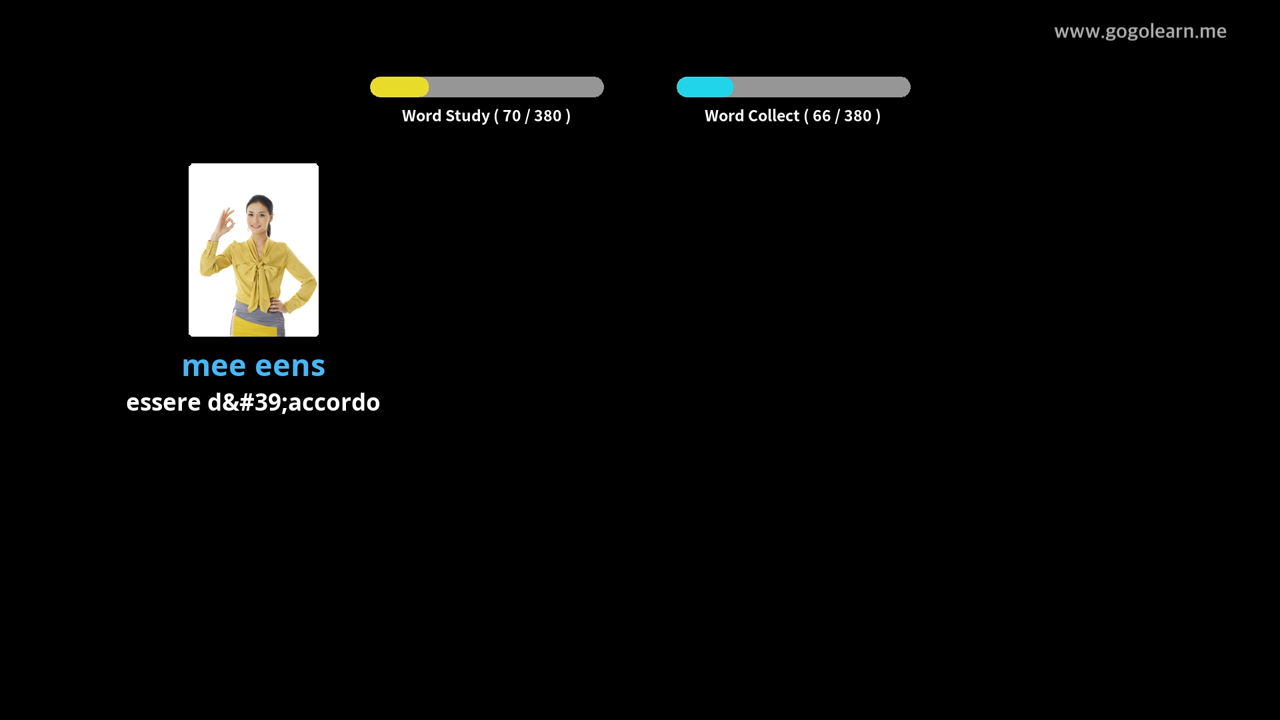 www.gogolearn.me
Word Study ( 70 / 380 )
Word Collect ( 66 / 380 )
mee eens
essere d&#39;accordo